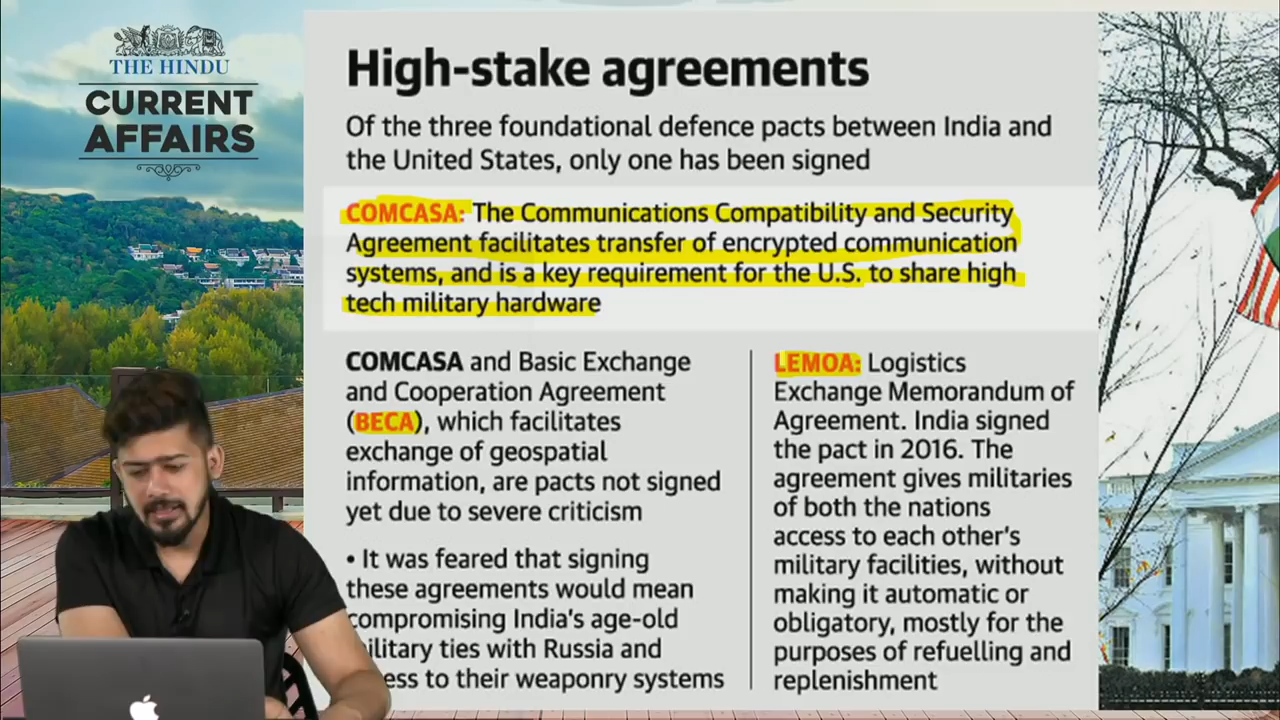 THE HINDU
CURRENT
AFFAIRS
High-stake agreements
Of the three foundational defence pacts between India and
the United States, only one has been signed
COMCASA: The Communications Compatibility and Security
Agreement facilitates transfer of encrypted communication
systems, and is a key requirement for the U.S. to share high
tech military hardware
COMCASA and Basic Exchange
and Cooperation Agreement
(BECA), which facilitates
exchange of geospatial
information, are pacts not signed
yet due to severe criticism
• It was feared that signing
these agreements would mean
compromising India's age-old
military ties with Russia and
to their weaponry systems
LEMOA: Logistics
Exchange Memorandum of
Agreement. India signed
the pact in 2016. The
agreement gives militaries
of both the nations
access to each other's
military facilities, without
making it automatic or
obligatory, mostly for the
purposes of refuelling and
replenishment